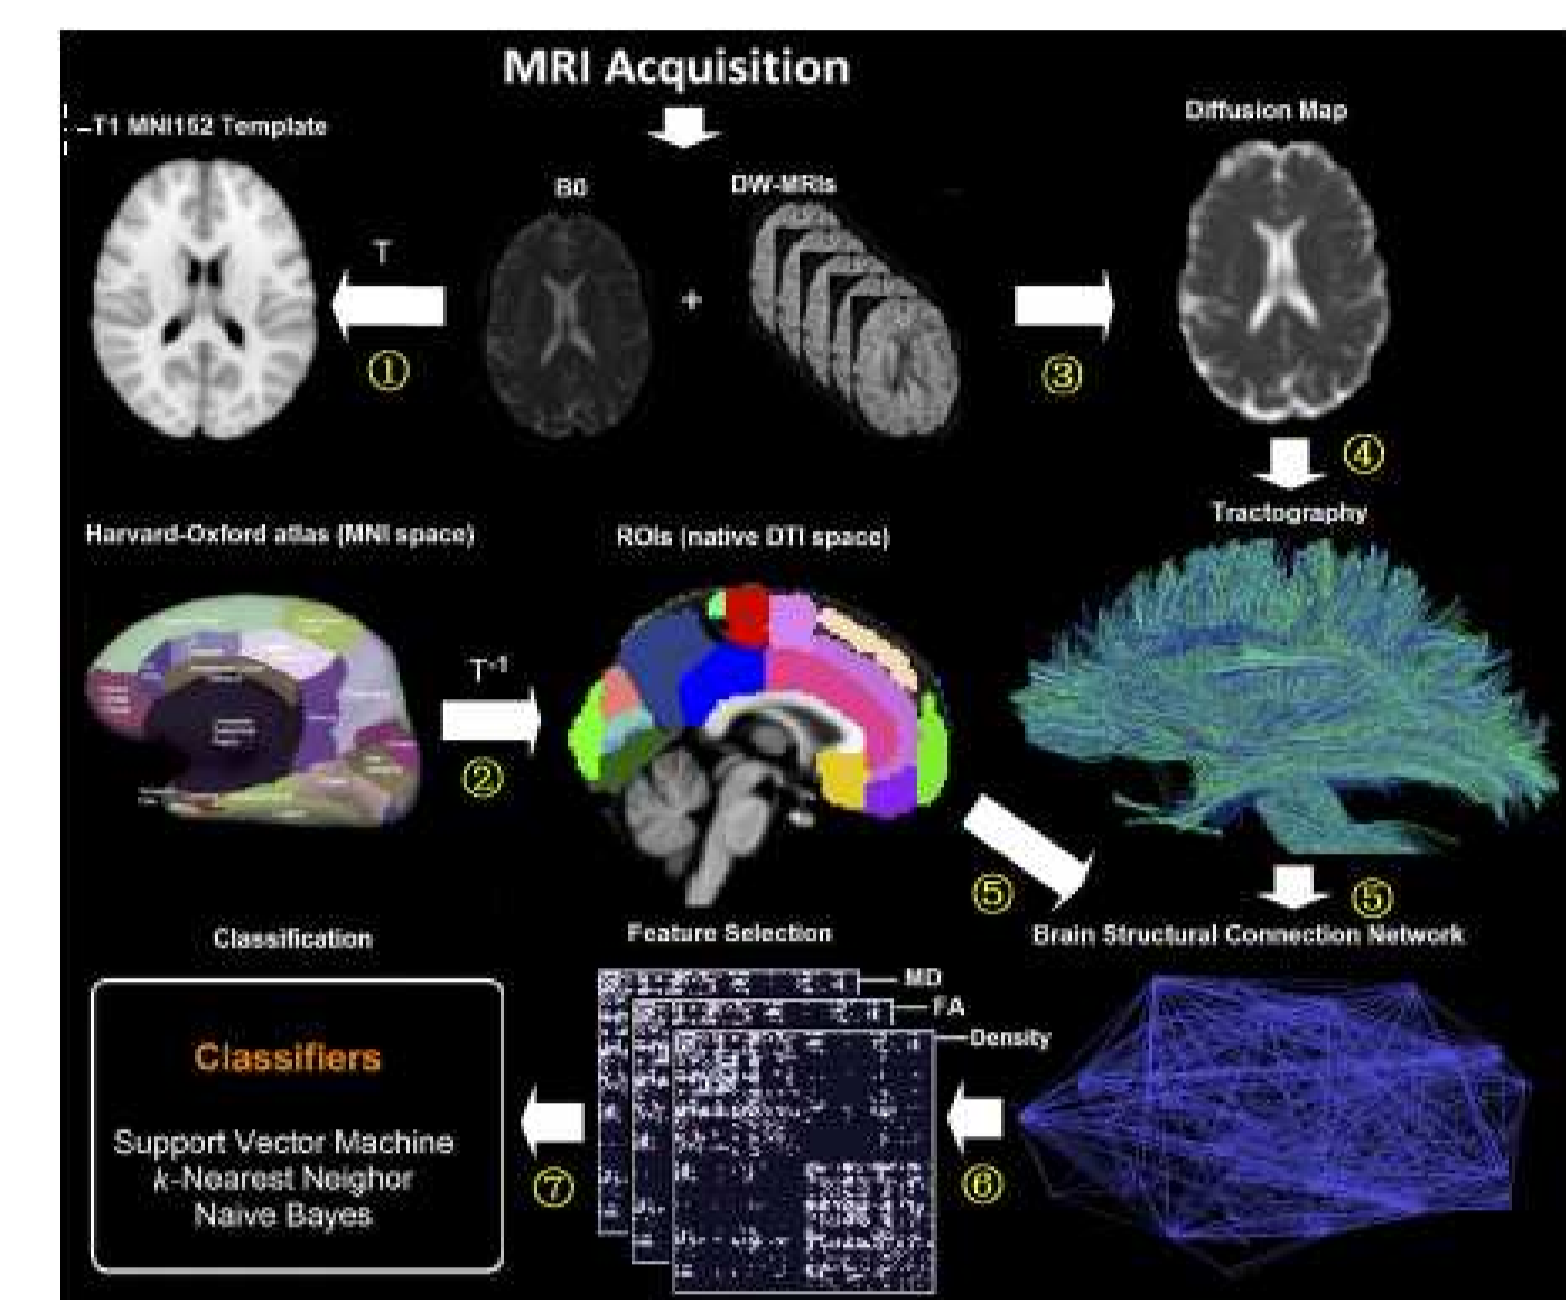 MRI Acquisition
T1 MNI152 Template
Diffusion Map
B0
DW-MRIs
T
+
①
③
④
Tractography
Harvard-Oxford atlas (MNI space)
ROIs (native DTI space)
T-1
②
⑤
⑤
Classification
Feature Selection
Brain Structural Connection Network
MD
FA
Density
Classifiers
Support Vector Machine
k-Nearest Neighor
Naive Bayes
⑦
⑥